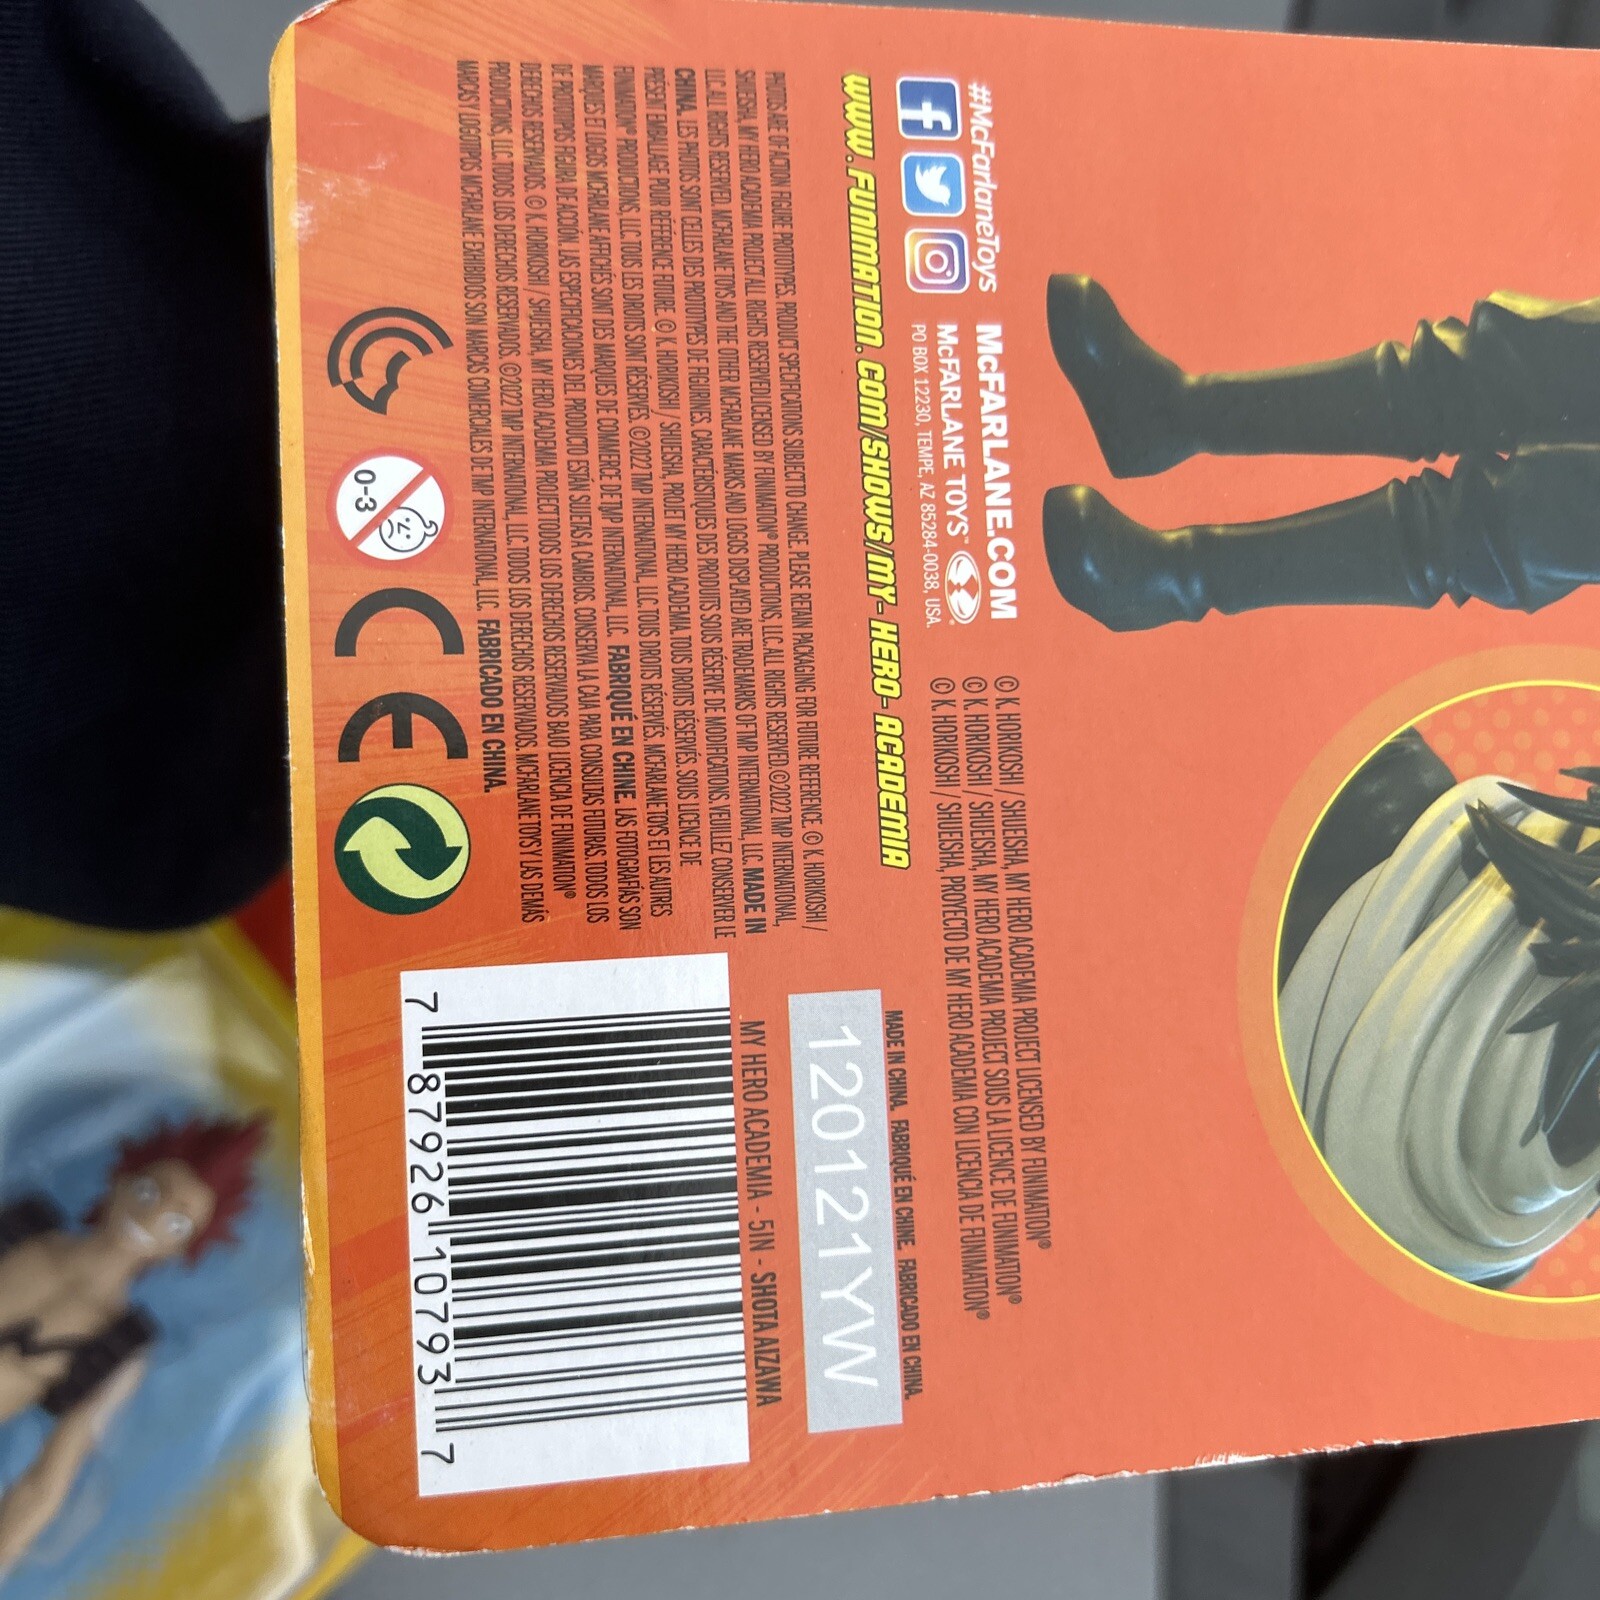 #McFarlaneToys
McFARLANE.COM
McFARLANE TOYS™
PO BOX 12230, TEMPE, AZ 85284-0038, USA.
© K. HORIKOSHI / SHUEISHA, MY HERO ACADEMIA PROJECT LICENSED BY FUNIMATION®
© K. HORIKOSHI / SHUEISHA, MY HERO ACADEMIA PROJECT SOUS LA LICENCE DE FUNIMATION®
© K. HORIKOSHI / SHUEISHA, PROYECTO DE MY HERO ACADEMIA CON LICENCIA DE FUNIMATION®
WWW.FUNIMATION.COM/SHOWS/MY-HERO-ACADEMIA
PHOTOS ARE OF ACTION FIGURE PROTOTYPES. PRODUCT SPECIFICATIONS SUBJECT TO CHANGE. PLEASE RETAIN PACKAGING FOR FUTURE REFERENCE. © K. HORIKOSHI /
SHUEISHA, MY HERO ACADEMIA PROJECT. ALL RIGHTS RESERVED. LICENSED BY FUNIMATION® PRODUCTIONS, LLC. ALL RIGHTS RESERVED. ©2022 TMP INTERNATIONAL,
LLC. ALL RIGHTS RESERVED. MCFARLANE TOYS AND THE OTHER MCFARLANE MARKS AND LOGOS DISPLAYED ARE TRADEMARKS OF TMP INTERNATIONAL, LLC. MADE IN
CHINA. LES PHOTOS SONT CELLES DES PROTOTYPES DE FIGURINES, CARACTÉRISTIQUES DES PRODUITS SOUS RÉSERVE DE MODIFICATIONS. VEUILLEZ CONSERVER LE
PRÉSEN EMBALLAGE POUR RÉFÉRENCE FUTURE. © K. HORIKOSHI / SHUEISHA, PROJET MY HERO ACADEMIA. TOUS DROITS RÉSERVÉS. SOUS LICENCE DE
FUNIMATION® PRODUCTIONS, LLC. TOUS LES DROITS SONT RÉSERVÉS. ©2022 TMP INTERNATIONAL, LLC. TOUS DROITS RÉSERVÉS. MCFARLANE TOYS ET LES AUTRES
MARQUES ET LOGOS MCFARLANE AFFICHÉS SONT DES MARQUES DE COMMERCE DE TMP INTERNATIONAL, LLC. FABRIQUÉ EN CHINE. LAS FOTOGRAFÍAS SON
DE PROTOTIPOS FIGURA DE ACCIÓN. LAS ESPECIFICACIONES DEL PRODUCTO ESTÁN SUJETAS A CAMBIOS. CONSERVA LA CAJA PARA CONSULTAS FUTURAS. TODOS LOS
DERECHOS RESERVADOS. © K. HORIKOSHI / SHUEISHA, MY HERO ACADEMIA PROJECT. TODOS LOS DERECHOS RESERVADOS BAJO LICENCIA DE FUNIMATION®
PRODUCTIONS, LLC. TODOS LOS DERECHOS RESERVADOS. ©2022 TMP INTERNATIONAL, LLC. TODOS LOS DERECHOS RESERVADOS. MCFARLANE TOYS Y LAS DEMÁS
MARCAS Y LOGOTIPOS MCFARLANE EXHIBIDOS SON MARCAS COMERCIALES DE TMP INTERNATIONAL, LLC. FABRICADO EN CHINA.
0-3
CE
MADE IN CHINA. FABRIQUÉ EN CHINE. FABRICADO EN CHINA.
120121YW
MY HERO ACADEMIA - 5IN - SHOTA AIZAWA
7 87926 10793 7